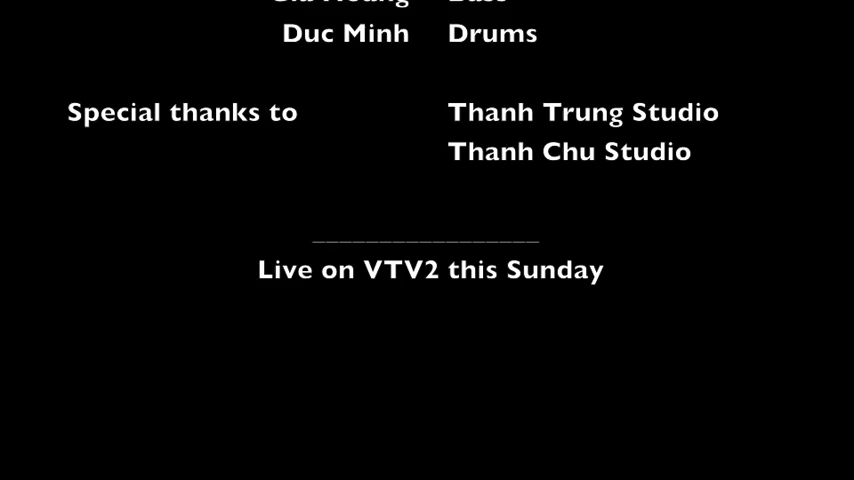 Duc Minh Drums
Special thanks to Thanh Trung Studio
Thanh Chu Studio
Live on VTV2 this Sunday